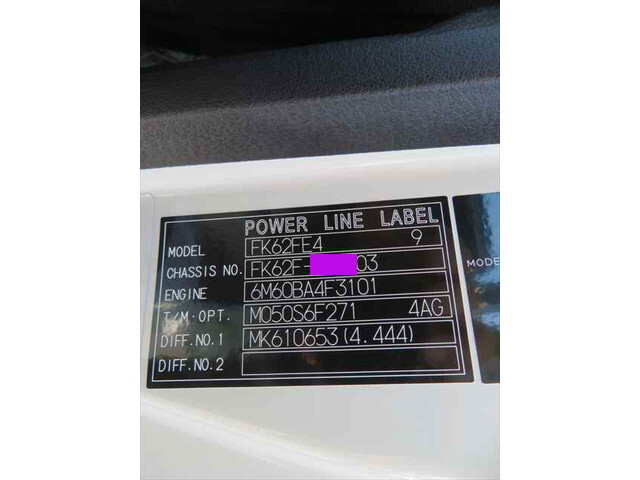 POWER LINE LABEL
MODEL FK62FE4 9
CHASSIS NO. FK62F- 03
ENGINE 6M60BA4F3101
T/M·OPT. M050S6F271 4AG
DIFF.NO.1 MK610653(4.444)
DIFF.NO.2
MODE